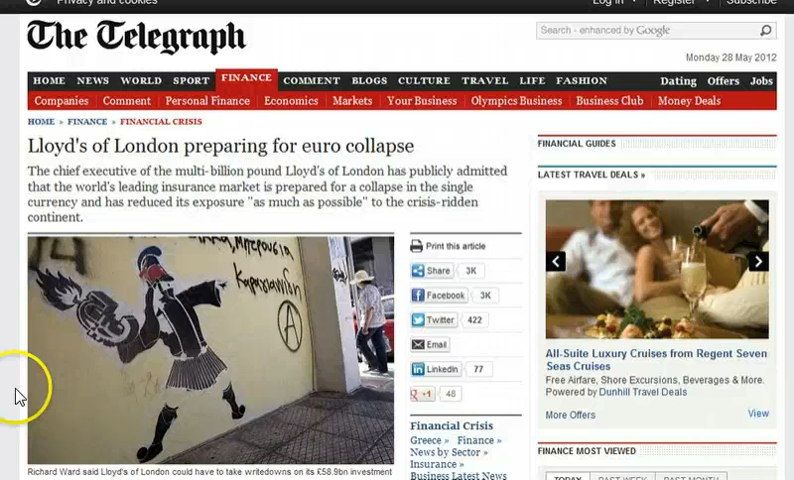 Privacy and cookies
Log in
Register
Subscribe
The Telegraph
Search - enhanced by Google
Monday 28 May 2012
HOME NEWS WORLD SPORT FINANCE COMMENT BLOGS CULTURE TRAVEL LIFE FASHION Dating Offers Jobs
Companies Comment Personal Finance Economics Markets Your Business Olympics Business Business Club Money Deals
HOME » FINANCE » FINANCIAL CRISIS
Lloyd's of London preparing for euro collapse
The chief executive of the multi-billion pound Lloyd's of London has publicly admitted
that the world's leading insurance market is prepared for a collapse in the single
currency and has reduced its exposure "as much as possible" to the crisis-ridden
continent.
Print this article
Share 3K
Facebook 3K
Twitter 422
Email
LinkedIn 77
+1 48
Financial Crisis
Greece » Finance »
News by Sector »
Insurance »
Business Latest News
Richard Ward said Lloyd's of London could have to take writedowns on its £58.9bn investment
FINANCIAL GUIDES
LATEST TRAVEL DEALS »
All-Suite Luxury Cruises from Regent Seven
Seas Cruises
Free Airfare, Shore Excursions, Beverages & More.
Powered by Dunhill Travel Deals
More Offers View
FINANCE MOST VIEWED
TODAY PAST WEEK PAST MONTH